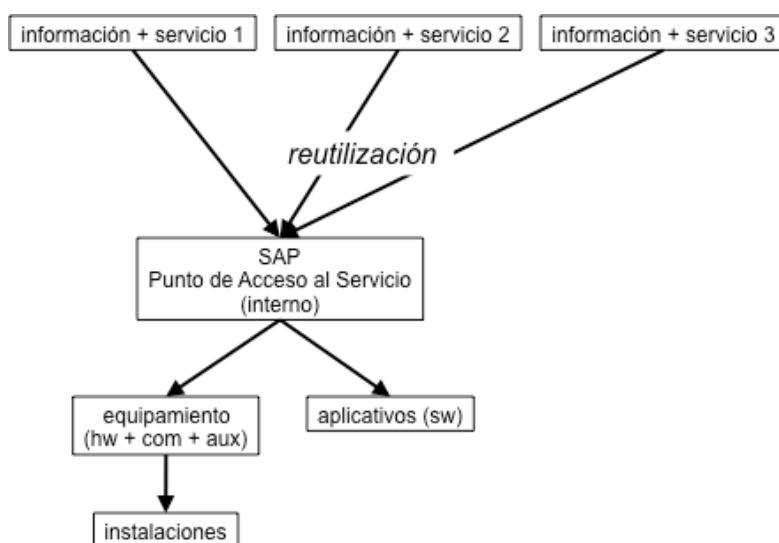 información + servicio 1
información + servicio 2
información + servicio 3
reutilización
SAP
Punto de Acceso al Servicio
(interno)
equipamiento
(hw + com + aux)
aplicativos (sw)
instalaciones